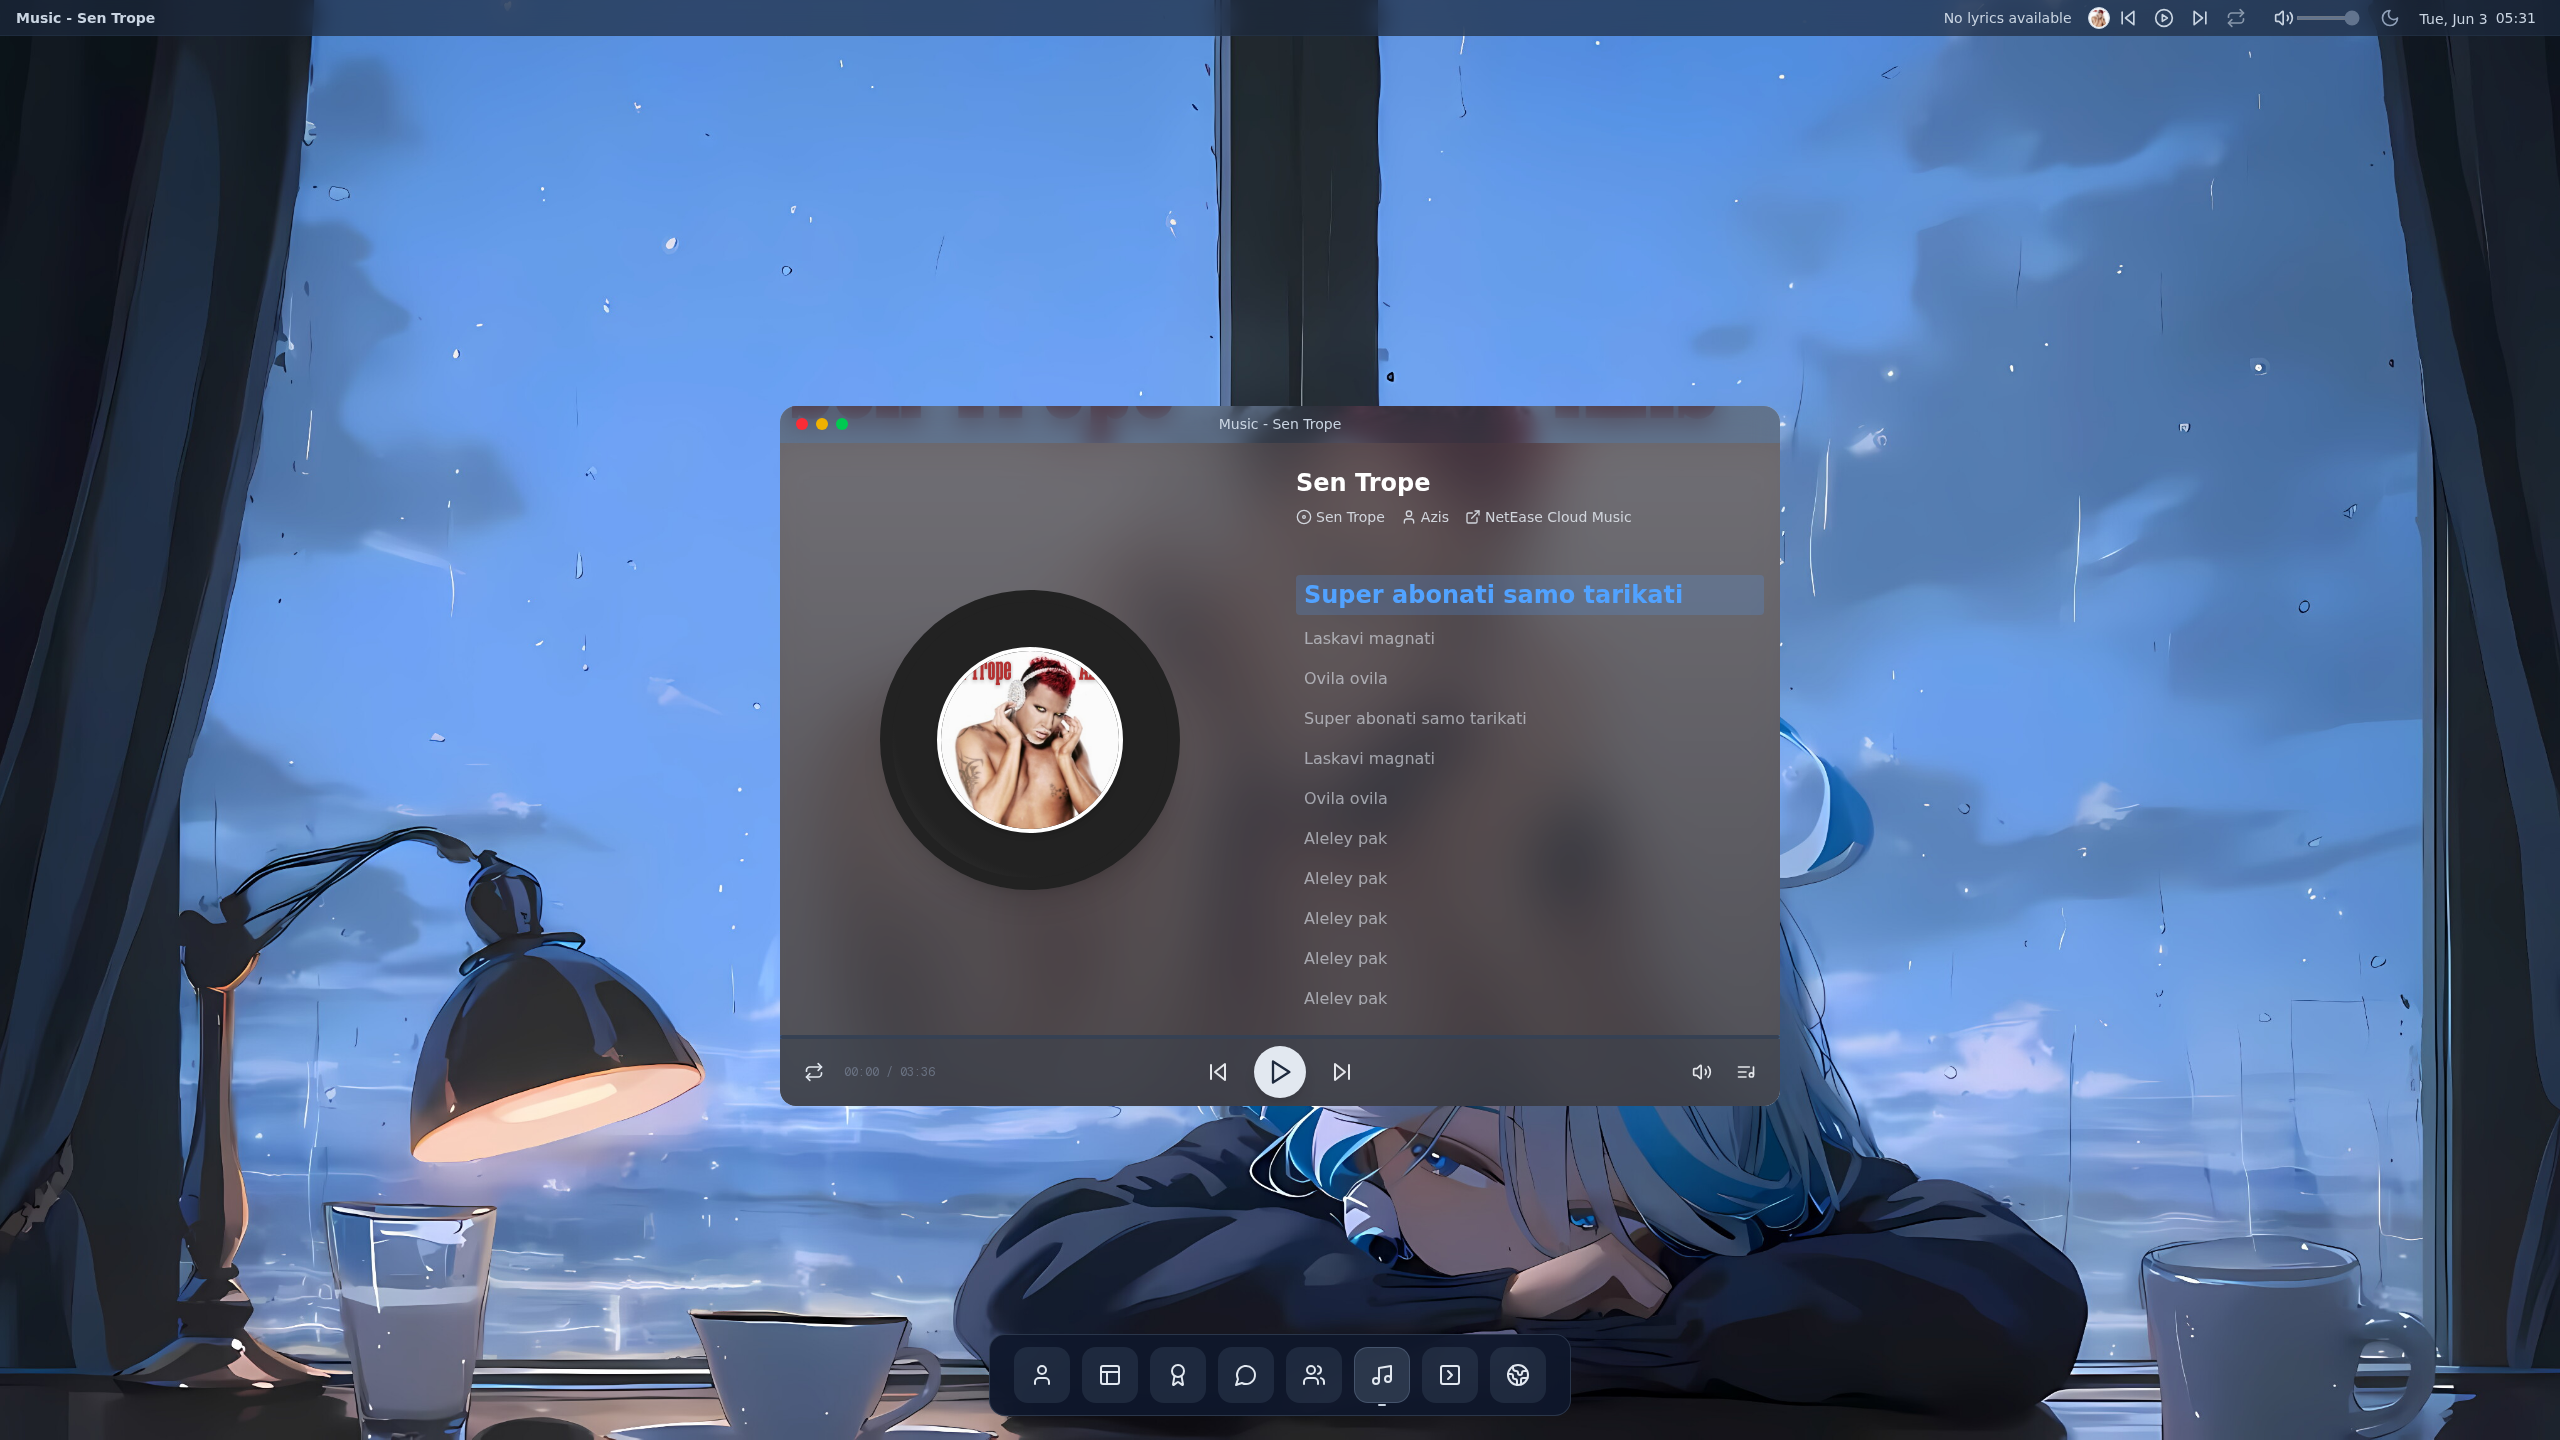 Music - Sen Trope
No lyrics available
Tue, Jun 3 05:31
Music - Sen Trope
Sen Trope
Sen Trope Azis NetEase Cloud Music
Super abonati samo tarikati
Laskavi magnati
Ovila ovila
Super abonati samo tarikati
Laskavi magnati
Ovila ovila
Aleley pak
Aleley pak
Aleley pak
Aleley pak
Aleley pak
Trope
00:00 / 03:36